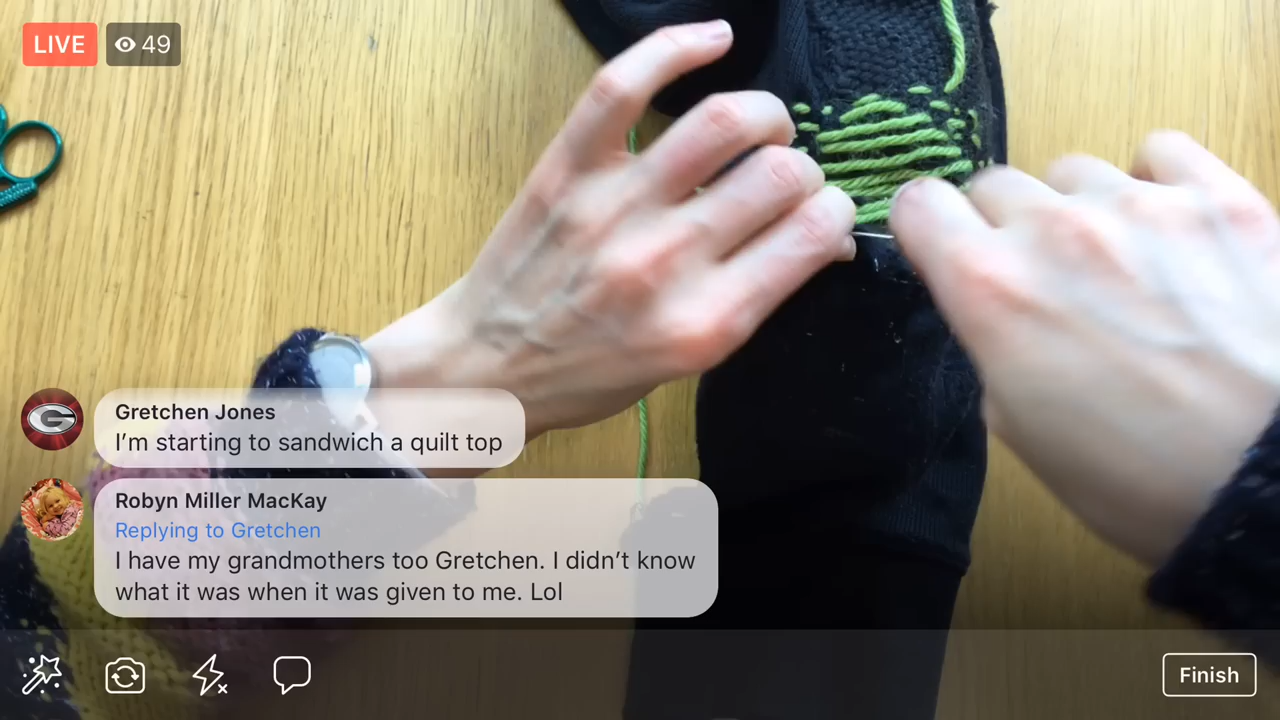 LIVE 49
Gretchen Jones
I’m starting to sandwich a quilt top
Robyn Miller MacKay
Replying to Gretchen
I have my grandmothers too Gretchen. I didn’t know
what it was when it was given to me. Lol
Finish